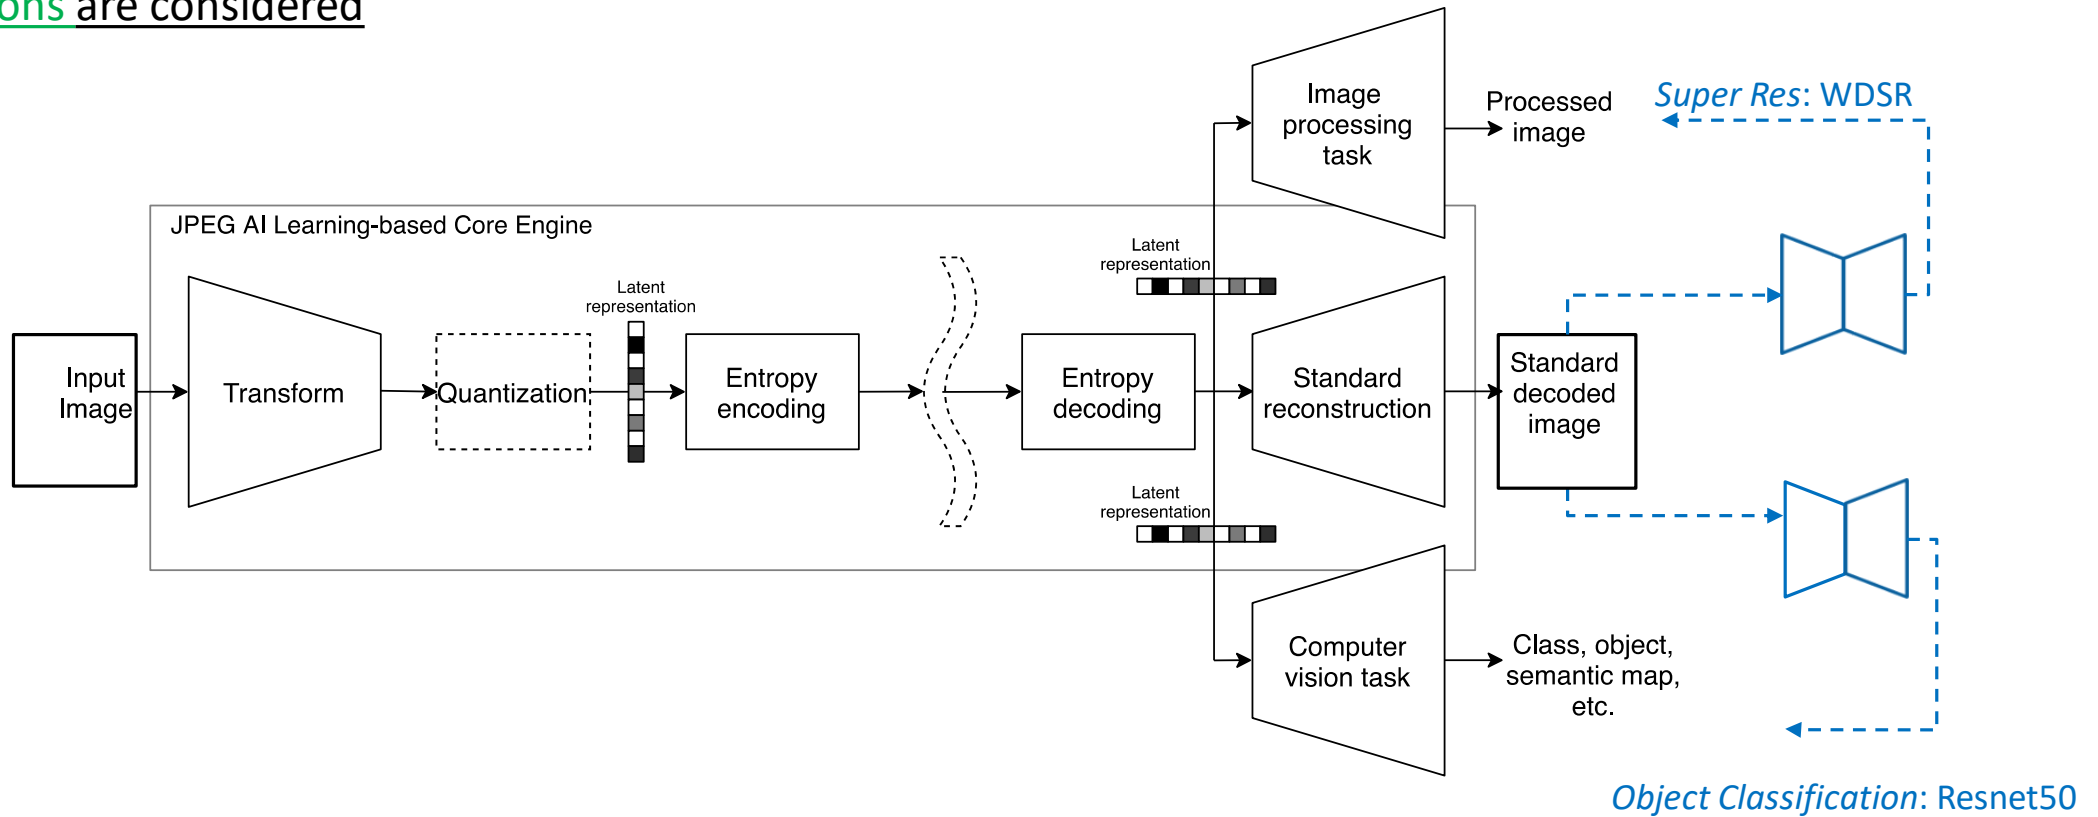 are considered
Image
processing
task
Processed
image
Super Res: WDSR
JPEG AI Learning-based Core Engine
Latent
representation
Latent
representation
Input
Image
Transform
Quantization
Entropy
encoding
Entropy
decoding
Standard
reconstruction
Standard
decoded
image
Latent
representation
Computer
vision task
Class, object,
semantic map,
etc.
Object Classification: Resnet50